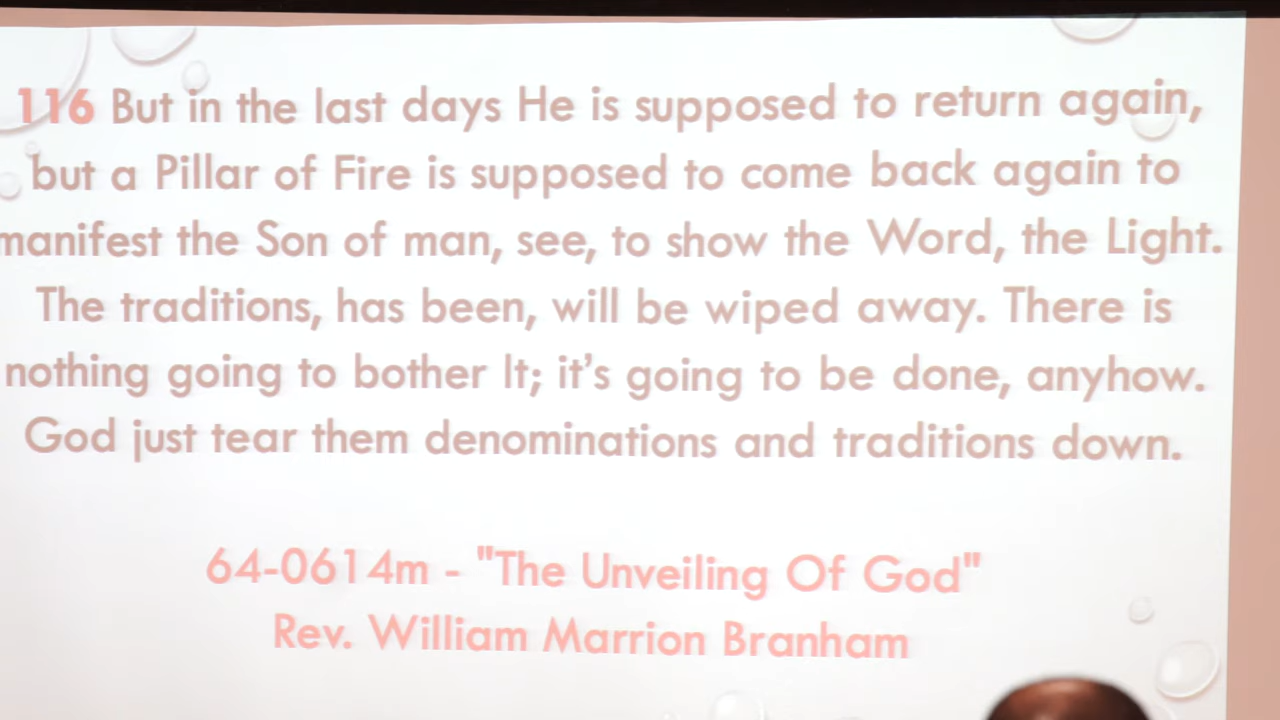 116 But in the last days He is supposed to return again,
but a Pillar of Fire is supposed to come back again to
manifest the Son of man, see, to show the Word, the Light.
The traditions, has been, will be wiped away. There is
nothing going to bother It; it’s going to be done, anyhow.
God just tear them denominations and traditions down.
64-0614m - "The Unveiling Of God"
Rev. William Marrion Branham